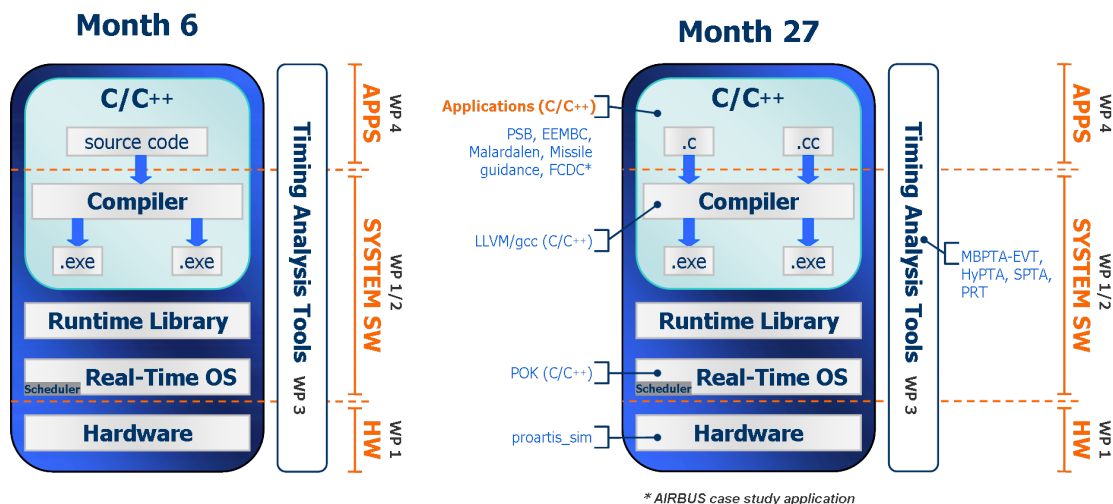 Month 6
C/C++
source code
Compiler
.exe
.exe
Runtime Library
Real-Time OS
Scheduler
Hardware
Timing Analysis Tools
WP 3
APPS
WP 4
SYSTEM SW
WP 1/2
HW
WP 1
Month 27
Applications (C/C++)
PSB, EEMBC,
Malardalen, Missile
guidance, FCDC*
LLVM/gcc (C/C++)
POK (C/C++)
proartis_sim
C/C++
.c
.cc
Compiler
.exe
.exe
Runtime Library
Real-Time OS
Scheduler
Hardware
Timing Analysis Tools
WP 3
MBPTA-EVT,
HyPTA, SPTA,
PRT
APPS
WP 4
SYSTEM SW
WP 1/2
HW
WP 1
* AIRBUS case study application